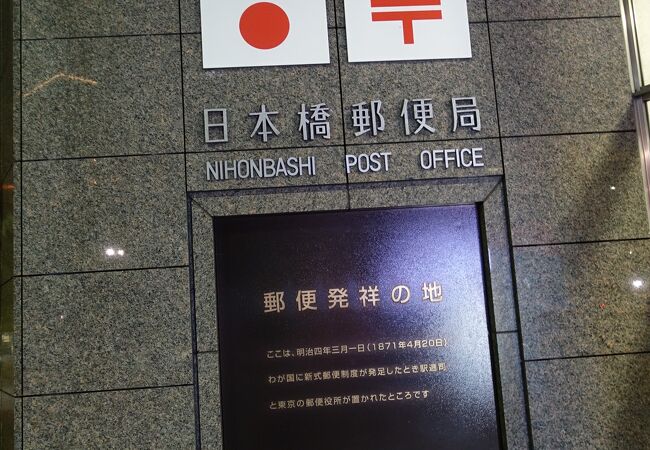 日本橋郵便局
NIHONBASHI POST OFFICE
郵便発祥の地
ここは、明治四年三月一日(1871年4月20日)
わが国に新式郵便制度が発足したとき駅逓司
と東京の郵便役所が置かれたところです